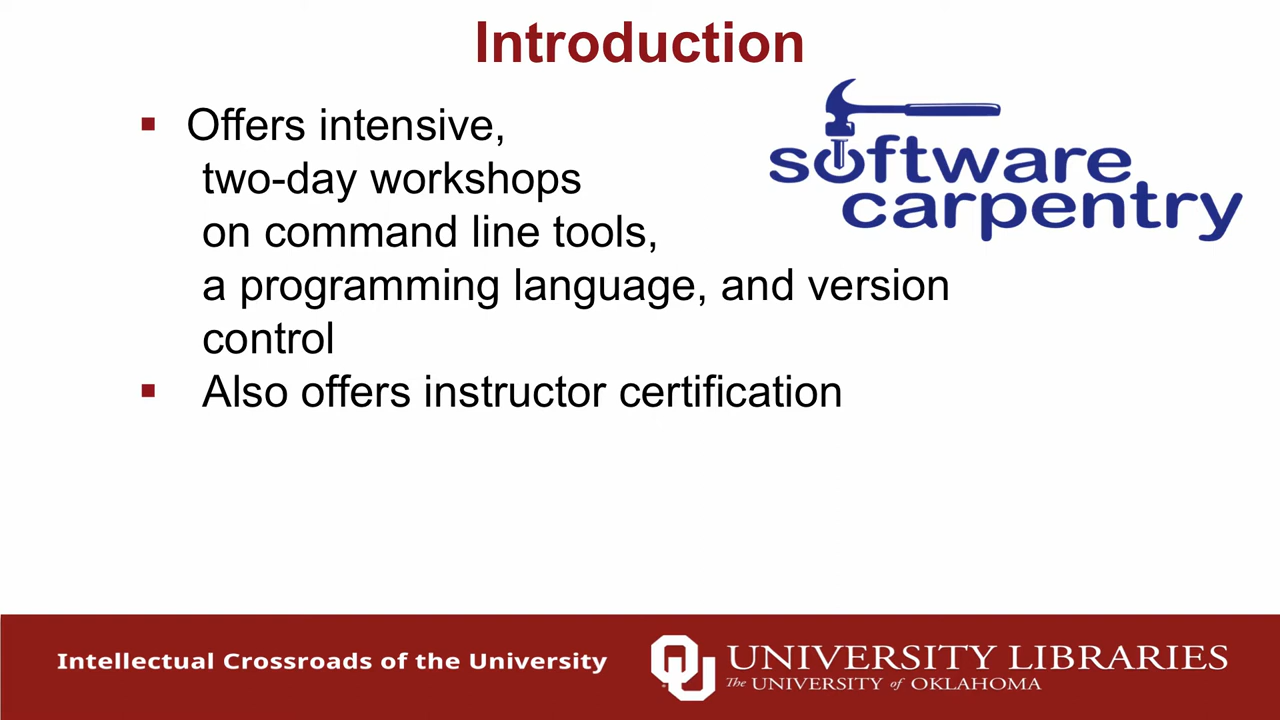 Introduction
Offers intensive,
two-day workshops
on command line tools,
a programming language, and version
control
Also offers instructor certification
software
carpentry
Intellectual Crossroads of the University
OU
UNIVERSITY LIBRARIES
The UNIVERSITY of OKLAHOMA